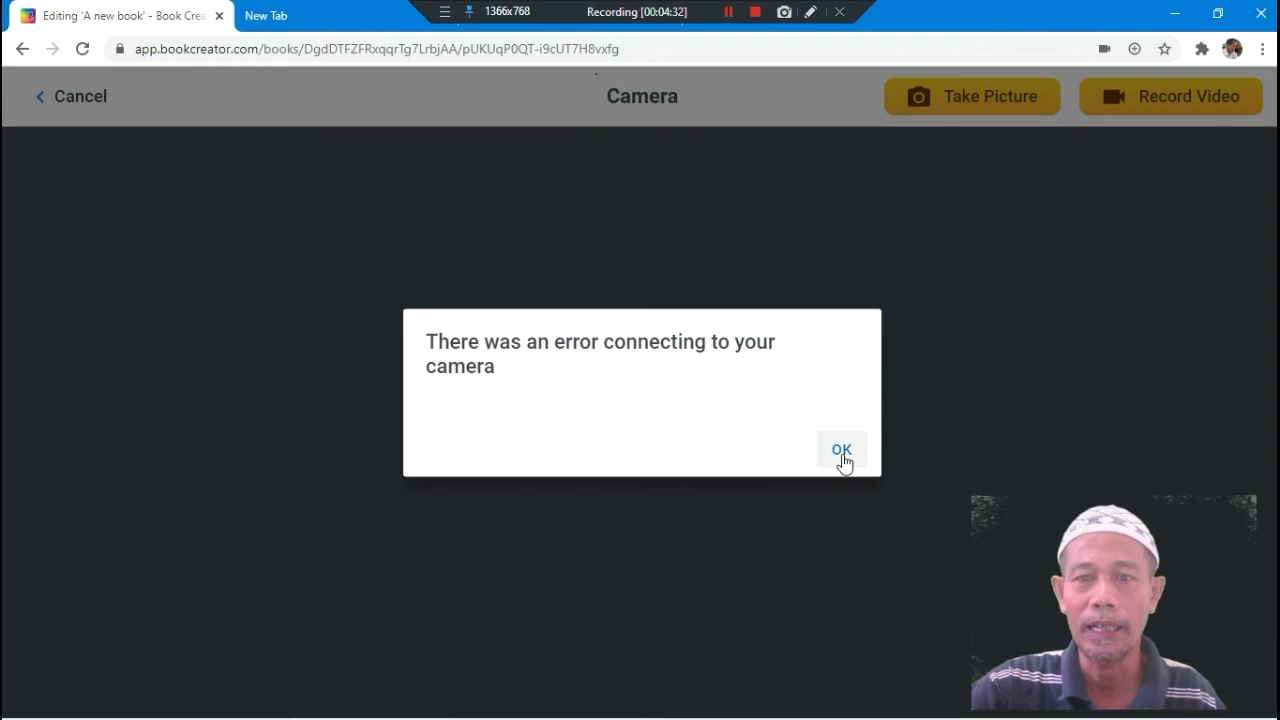 Editing 'A new book' - Book Crea
New Tab
1366x768
Recording [00:04:32]
app.bookcreator.com/books/DgdDTFZFRxqqrTg7LrbjAA/pUKUqP0QT-i9cUT7H8vxfg
Cancel
Camera
Take Picture
Record Video
There was an error connecting to your
camera
OK